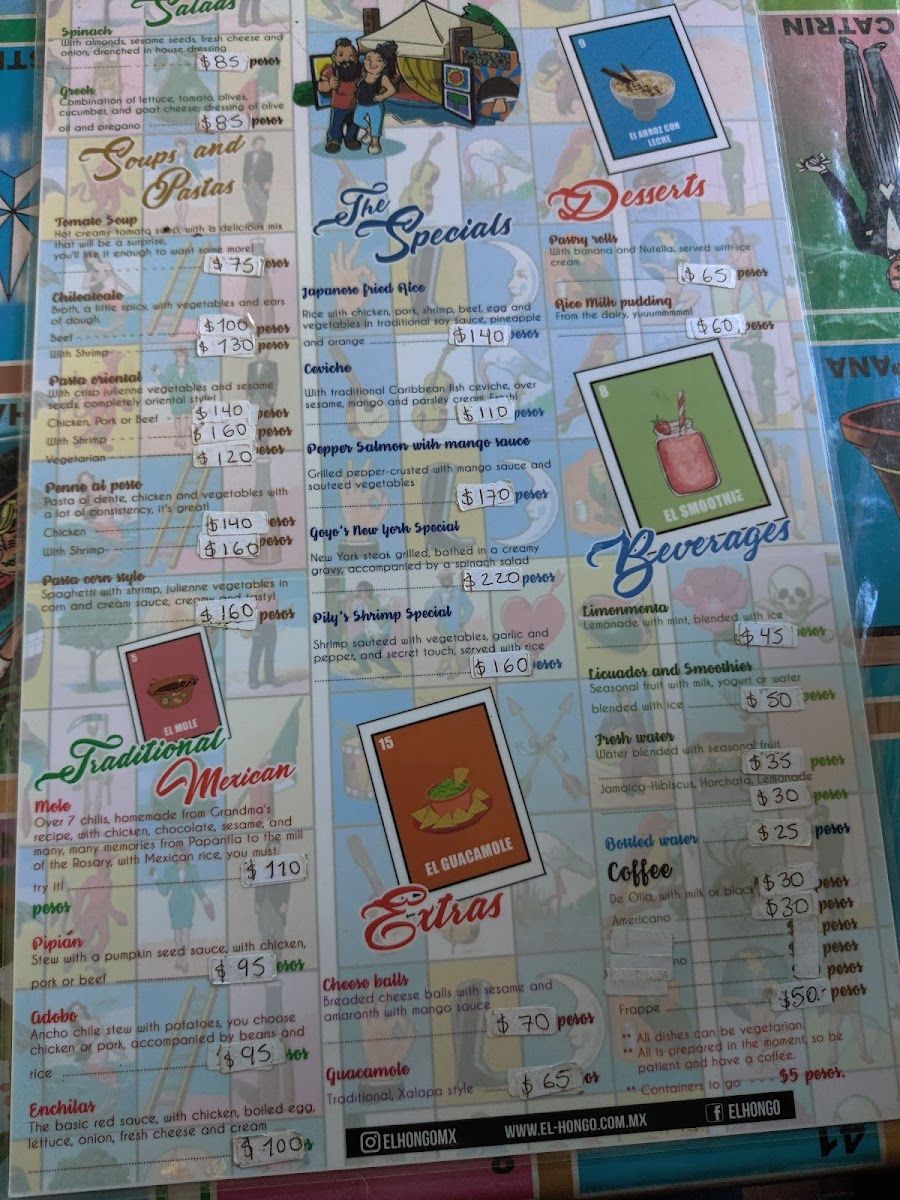 Salads
Spinach
With almonds, sesame seeds, fresh cheese and
onion, drenched in house dressing
$85 pesos
Greek
Combination of lettuce, tomato, olives,
cucumber, and goat cheese, dressing of olive
oil and oregano $85 pesos
Soups and
Pastas
Tomato Soup
Hot creamy tomato soup, with a delicious mix
that will be a surprise,
you'll like it enough to want some more!
$75 pesos
Chileatoale
Broth, a little spicy, with vegetables and ears
of dough.
Beef $100 pesos
With Shrimp $130 pesos
Pasta oriental
With crisp julienne vegetables and sesame
seeds, completely oriental style!
Chicken, Pork or Beef $140 pesos
With Shrimp $160 pesos
Vegetarian $120 pesos
Penne al pesto
Pasta al dente, chicken and vegetables with
a lot of consistency, it's great!
Chicken $140 pesos
With Shrimp $160 pesos
Pasta corn style
Spaghetti with shrimp, julienne vegetables in
corn and cream sauce, creamy and tasty!
$160 pesos
5
EL MOLE
Traditional
Mexican
Mole
Over 7 chilis, homemade from Grandma's
recipe, with chicken, chocolate, sesame, and
many, many memories from Papantla to the mill
of the Rosary, with Mexican rice, you must
try it! $110
pesos
Pipián
Stew with a pumpkin seed sauce, with chicken,
pork or beef $95 pesos
Adobo
Ancho chile stew with potatoes, you choose
chicken or pork, accompanied by beans and
rice $95 pesos
Enchilas
The basic red sauce, with chicken, boiled egg,
lettuce, onion, fresh cheese and cream
$100
The
Specials
Japanese fried Rice
Rice with chicken, pork, shrimp, beef, egg and
vegetables in traditional soy sauce, pineapple
and orange $140 pesos
Ceviche
With traditional Caribbean fish ceviche, over
sesame, mango and parsley cream. Fresh!
$110 pesos
Pepper Salmon with mango sauce
Grilled pepper-crusted with mango sauce and
sauteed vegetables
$170 pesos
Goyo's New York Special
New York steak grilled, bathed in a creamy
gravy, accompanied by a spinach salad
$220 pesos
Pily's Shrimp Special
Shrimp sauteed with vegetables, garlic and
pepper, and secret touch, served with rice
$160 pesos
15
EL GUACAMOLE
Extras
Cheese balls
Breaded cheese balls with sesame and
amaranth with mango sauce
$70 pesos
Guacamole
Traditional, Xalapa style $65
9
El ARROZ CON
LECHE
Desserts
Pastry rolls
With banana and Nutella, served with ice
cream
$65 pesos
Rice Milk pudding
From the dairy, yuuummmmm!
$60 pesos
8
EL SMOOTHIE
Beverages
Limonmenta
Lemonade with mint, blended with ice
$45 pesos
Licuados and Smoothies
Seasonal fruit with milk, yogurt or water
blended with ice $50 pesos
Fresh water
Water blended with seasonal fruit
$35 pesos
Jamaica-Hibiscus, Horchata, Lemonade
$30 pesos
Bottled water $25 pesos
Coffee
De Olla, with milk or black $30 pesos
Americano $30 pesos
$ pesos
$ pesos
no pesos
Frappe $50.- pesos
** All dishes can be vegetarian.
** All is prepared in the moment, so be
patient and have a coffee.
** Containers to go ---- $5 pesos.
ELHONGOMX WWW.EL-HONGO.COM.MX ELHONGO
CATRIN
41